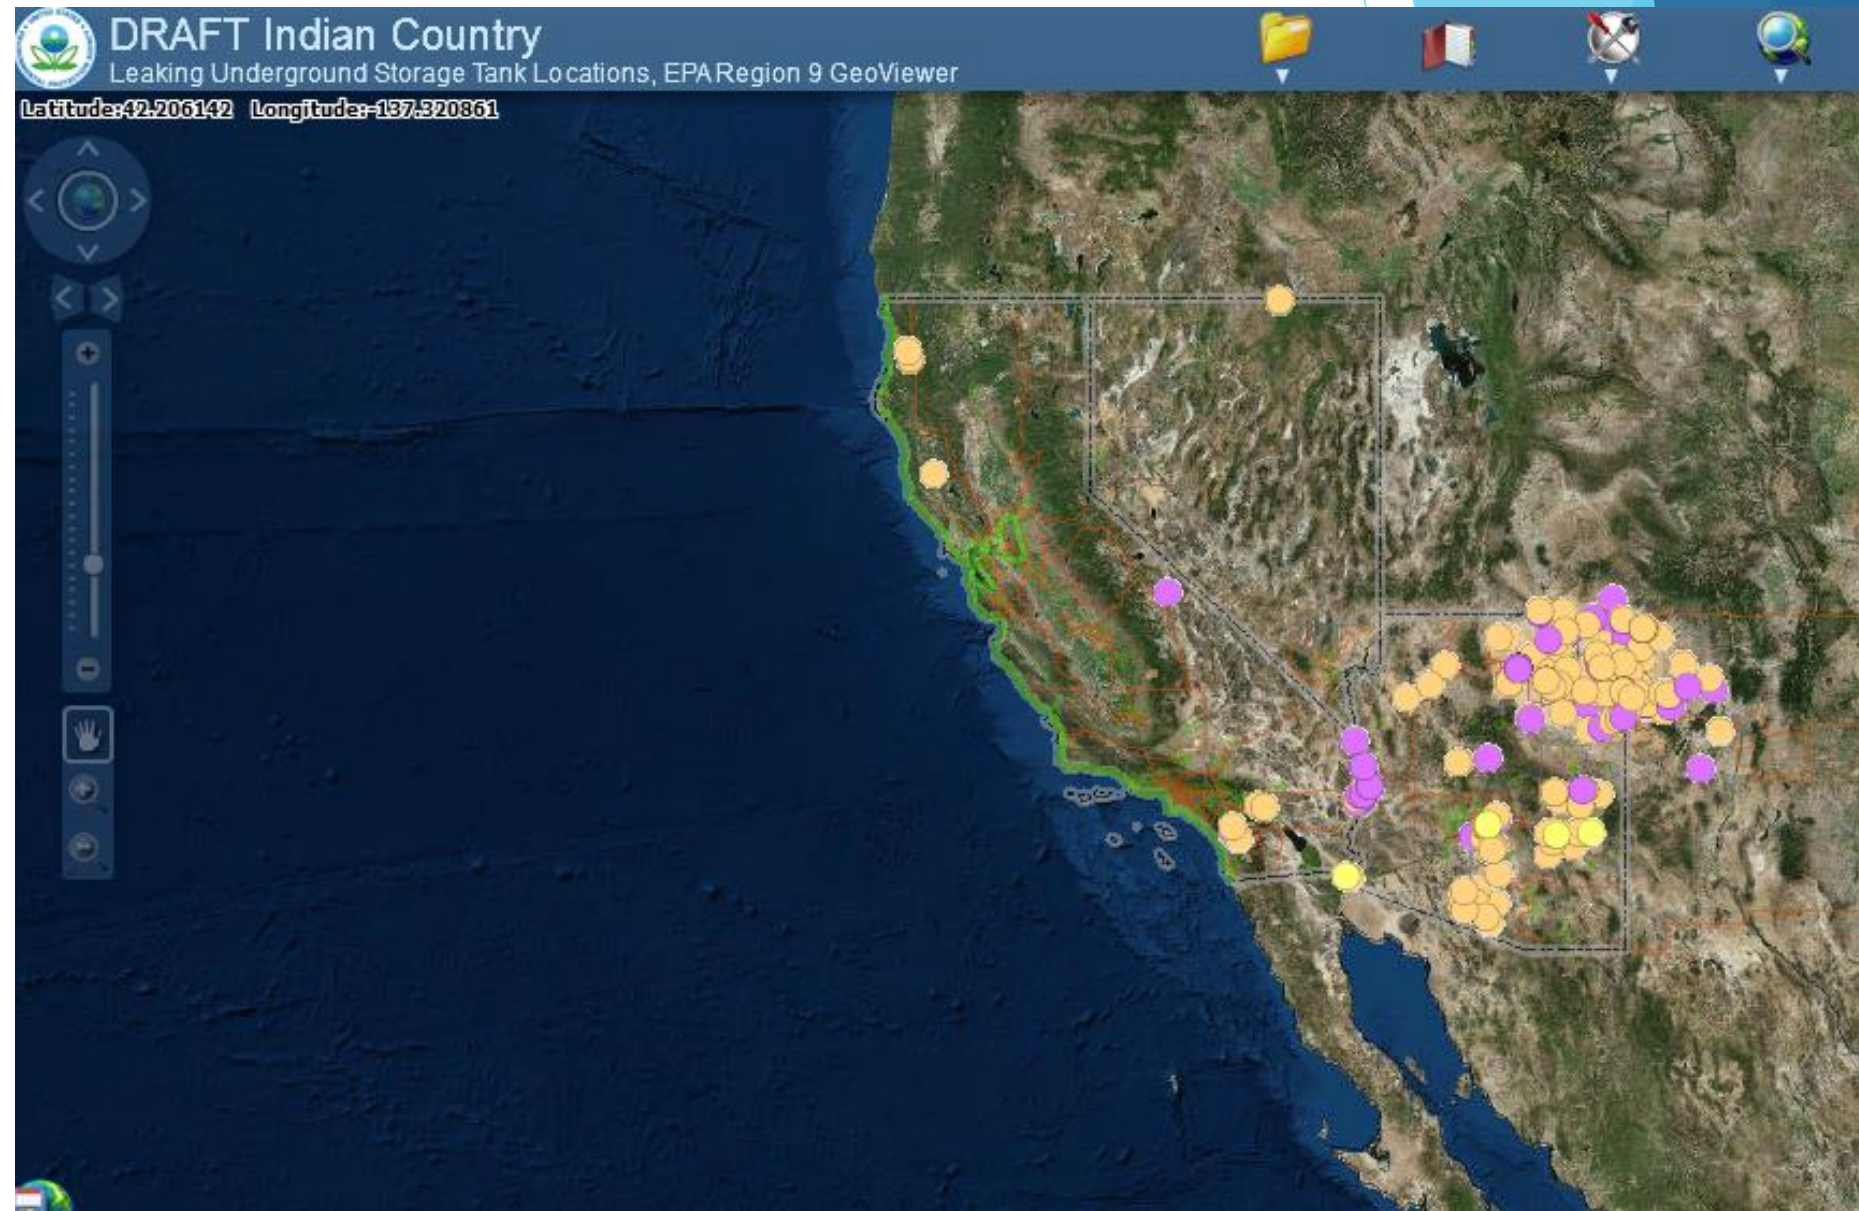 DRAFT Indian Country
Leaking Underground Storage Tank Locations, EPA Region 9 GeoViewer
Latitude:42.206142 Longitude:-137.320861